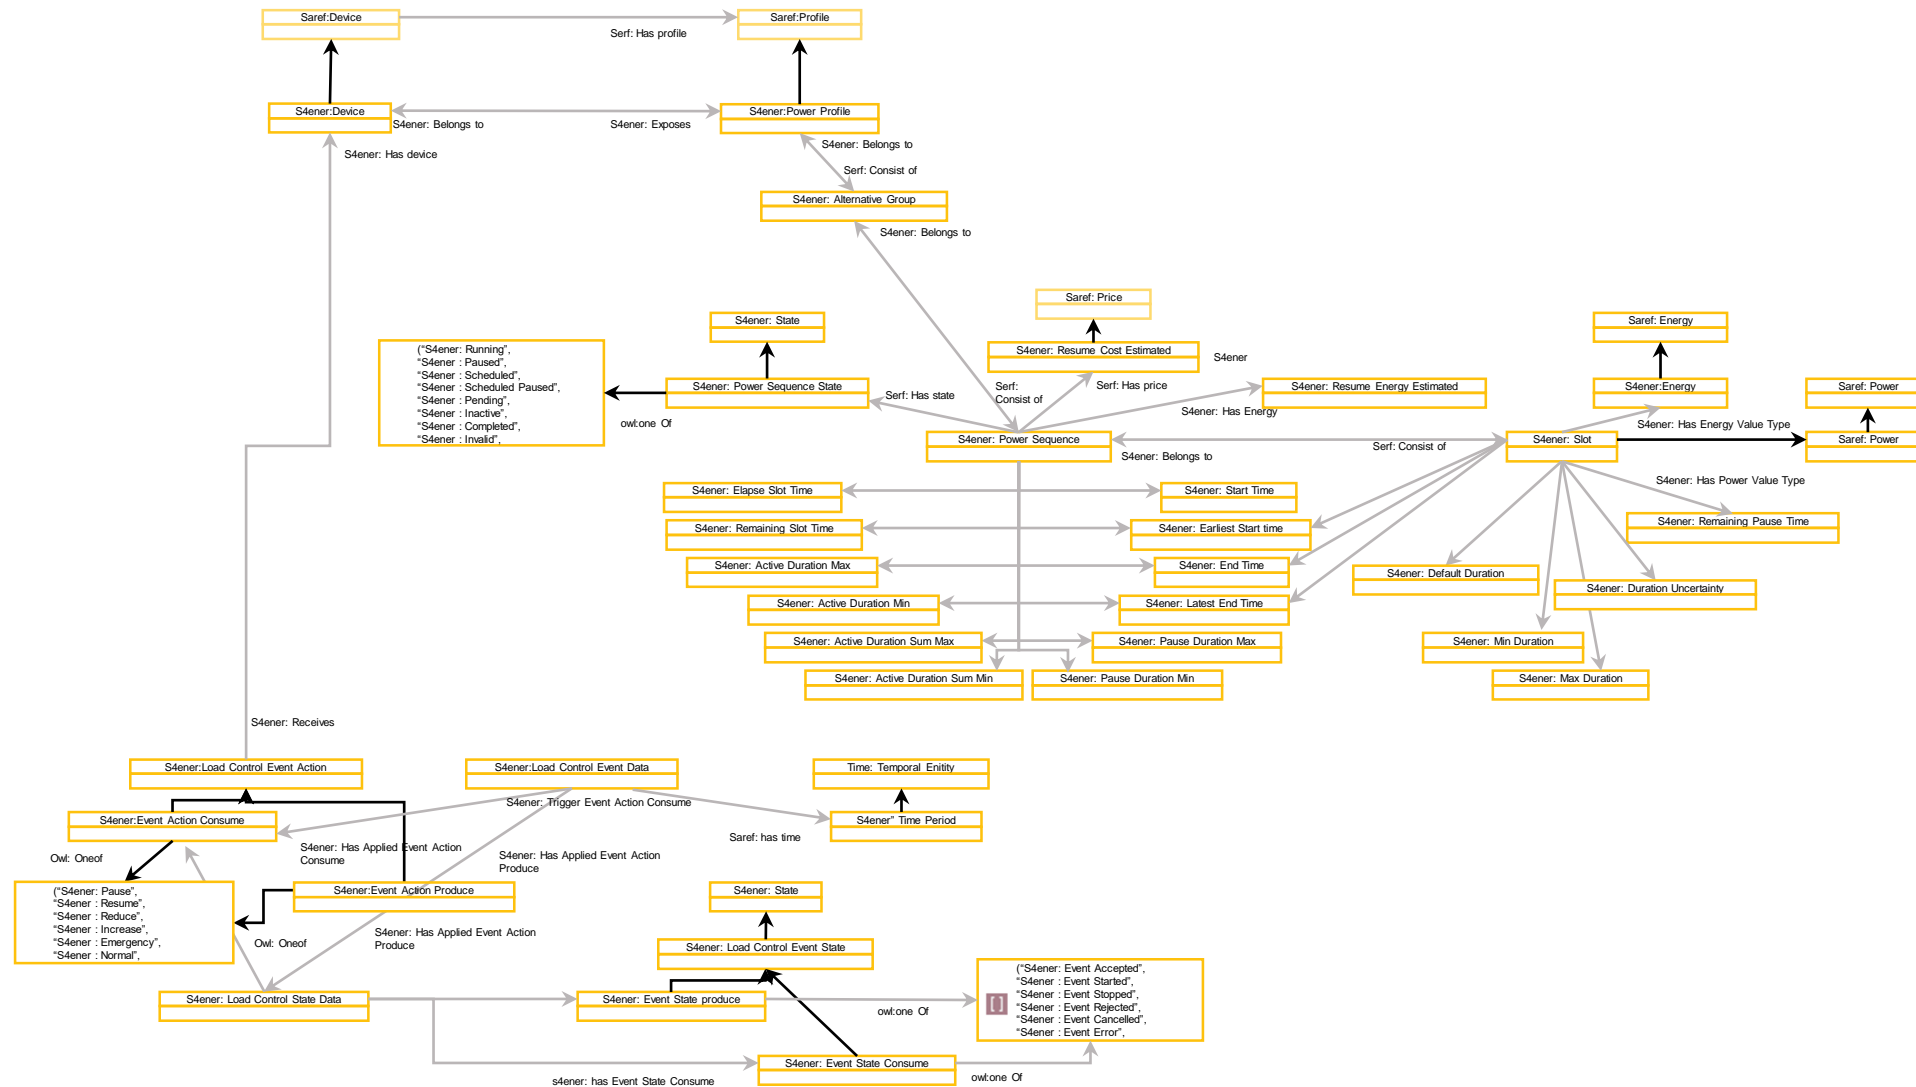 Saref:Device
Saref:Profile
Serf: Has profile
S4ener:Device
S4ener:Power Profile
S4ener: Belongs to
S4ener: Exposes
S4ener: Has device
S4ener: Belongs to
Serf: Consist of
S4ener: Alternative Group
S4ener: Belongs to
Saref: Price
S4ener: State
Saref: Energy
("S4ener: Running",
"S4ener : Paused",
"S4ener : Scheduled",
"S4ener : Scheduled Paused",
"S4ener : Pending",
"S4ener : Inactive",
"S4ener : Completed",
"S4ener : Invalid",
S4ener: Resume Cost Estimated
S4ener
S4ener: Power Sequence State
Serf:
Consist of
Serf: Has price
S4ener: Resume Energy Estimated
S4ener:Energy
Saref: Power
Serf: Has state
S4ener: Has Energy
owl:one Of
S4ener: Has Energy Value Type
S4ener: Power Sequence
Serf: Consist of
S4ener: Slot
Saref: Power
S4ener: Belongs to
S4ener: Has Power Value Type
S4ener: Elapse Slot Time
S4ener: Start Time
S4ener: Remaining Slot Time
S4ener: Earliest Start time
S4ener: Remaining Pause Time
S4ener: Active Duration Max
S4ener: End Time
S4ener: Default Duration
S4ener: Duration Uncertainty
S4ener: Active Duration Min
S4ener: Latest End Time
S4ener: Active Duration Sum Max
S4ener: Pause Duration Max
S4ener: Min Duration
S4ener: Active Duration Sum Min
S4ener: Pause Duration Min
S4ener: Max Duration
S4ener: Receives
S4ener:Load Control Event Action
S4ener:Load Control Event Data
Time: Temporal Enitity
S4ener: Trigger Event Action Consume
S4ener:Event Action Consume
S4ener" Time Period
Saref: has time
Owl: Oneof
S4ener: Has Applied Event Action
Consume
S4ener: Has Applied Event Action
Produce
("S4ener: Pause",
"S4ener : Resume",
"S4ener : Reduce",
"S4ener : Increase",
"S4ener : Emergency",
"S4ener : Normal",
S4ener:Event Action Produce
S4ener: State
Owl: Oneof
S4ener: Has Applied Event Action
Produce
S4ener: Load Control Event State
("S4ener: Event Accepted",
"S4ener : Event Started",
"S4ener : Event Stopped",
"S4ener : Event Rejected",
"S4ener : Event Cancelled",
"S4ener : Event Error",
[ ]
S4ener: Load Control State Data
S4ener: Event State produce
owl:one Of
S4ener: Event State Consume
s4ener: has Event State Consume
owl:one Of